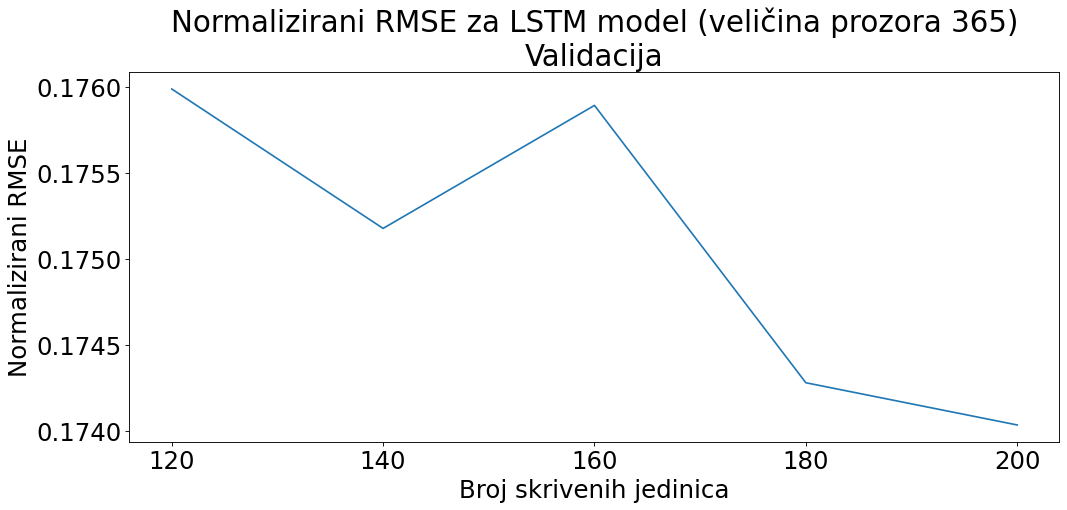 Normalizirani RMSE za LSTM model (veličina prozora 365)
Validacija
Normalizirani RMSE
0.1760
0.1755
0.1750
0.1745
0.1740
120 140 160 180 200
Broj skrivenih jedinica